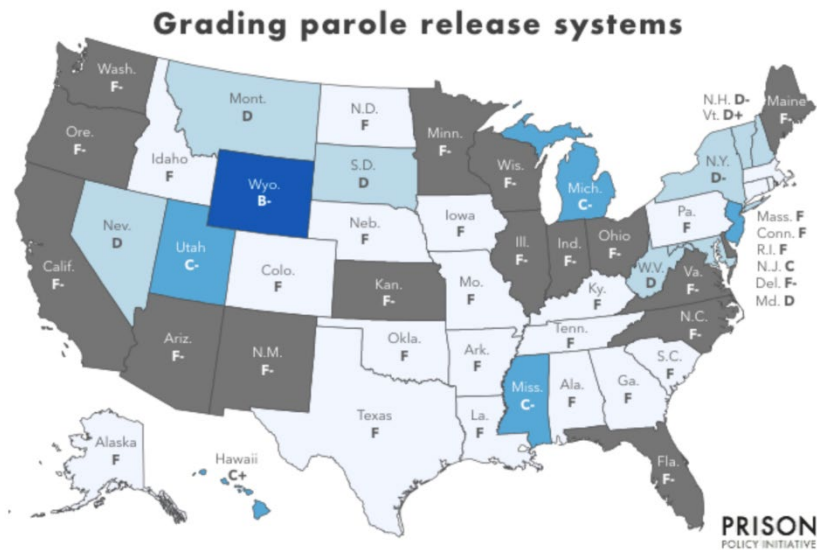 Grading parole release systems
Wash.
F-
Ore.
F-
Calif.
F-
Idaho
F
Nev.
D
Mont.
D
Wyo.
B-
Utah
C-
Ariz.
F-
N.D.
F
S.D.
D
Neb.
F
Colo.
F
Kan.
F-
N.M.
F-
Okla.
F
Texas
F
Minn.
F-
Iowa
F
Mo.
F
Ark.
F
La.
F
Wis.
F-
Ill.
F-
Mich.
C-
Ind.
F-
Ohio
F-
Ky.
F
Tenn.
F
Miss.
C-
Ala.
F
Ga.
F
S.C.
F
N.C.
F-
Va.
F-
W.V.
D
Pa.
F
N.Y.
D-
N.H. D-
Vt. D+
Maine
F-
Mass. F
Conn. F
R.I. F
N.J. C
Del. F-
Md. D
Fla.
F-
Alaska
F
Hawaii
C+
PRISON
POLICY INITIATIVE